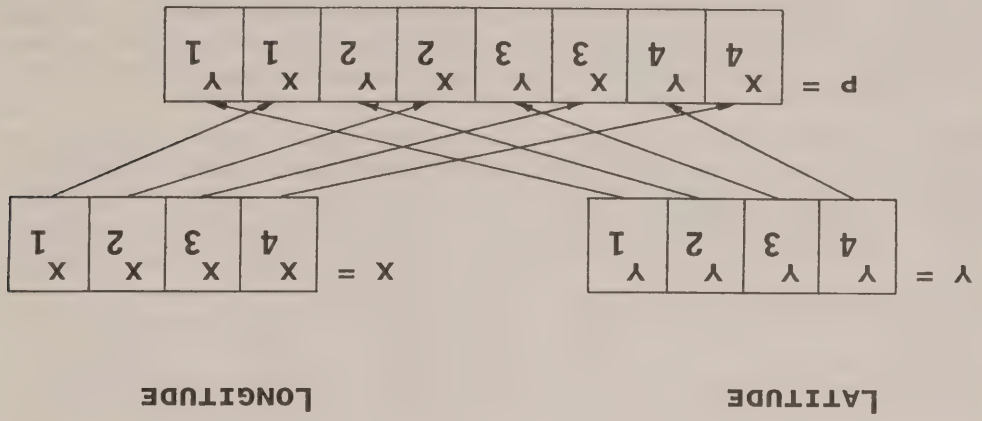 LATITUDE LONGITUDE
Y = Y4 Y3 Y2 Y1 X = X4 X3 X2 X1
P = X4 Y4 X3 Y3 X2 Y2 X1 Y1